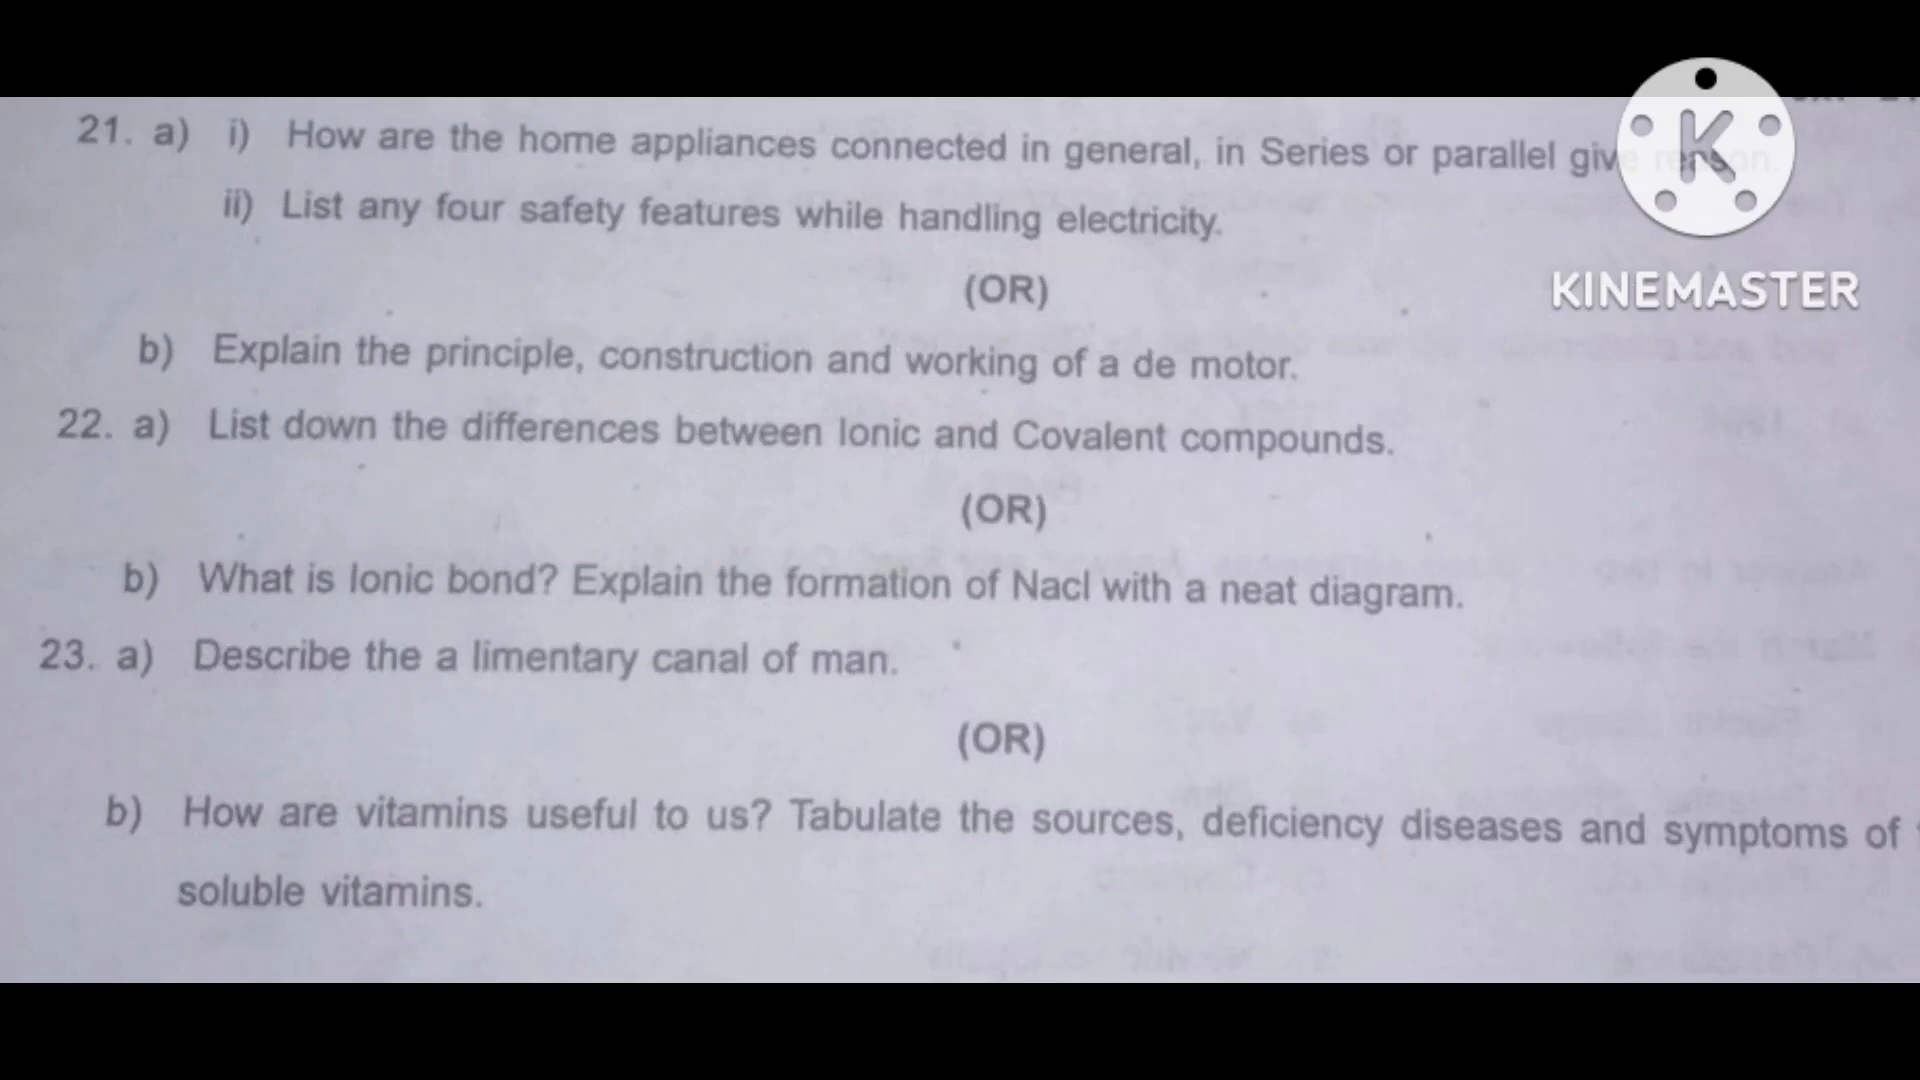 21. a) i) How are the home appliances connected in general, in Series or parallel give reason.
ii) List any four safety features while handling electricity.
(OR)
KINEMASTER
b) Explain the principle, construction and working of a de motor.
22. a) List down the differences between Ionic and Covalent compounds.
(OR)
b) What is Ionic bond? Explain the formation of Nacl with a neat diagram.
23. a) Describe the a limentary canal of man.
(OR)
b) How are vitamins useful to us? Tabulate the sources, deficiency diseases and symptoms of
soluble vitamins.